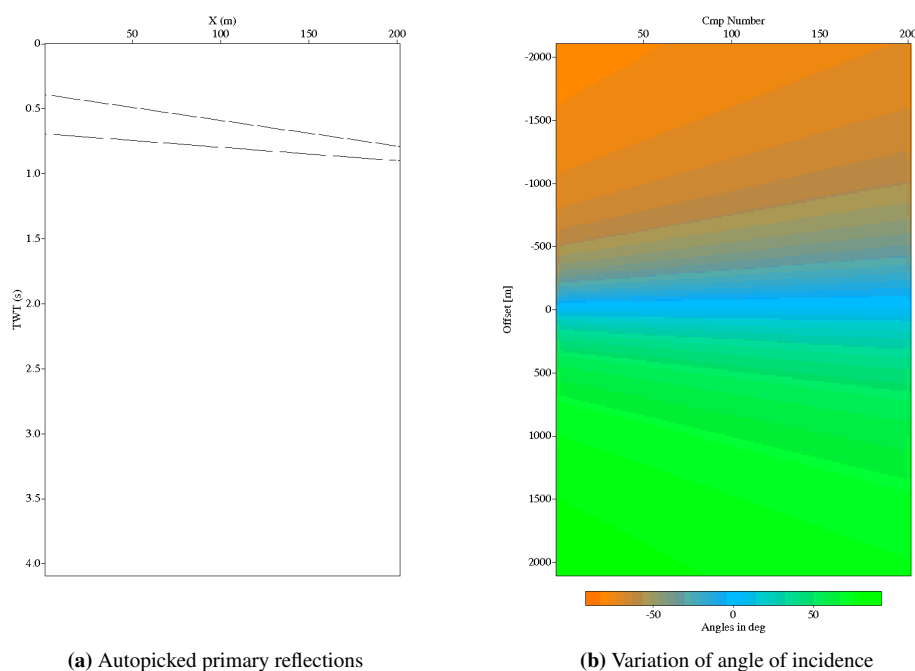 X (m)
50 100 150 200
0
0.5
1.0
1.5
2.0
2.5
3.0
3.5
4.0
TWT (s)
(a) Autopicked primary reflections
Cmp Number
50 100 150 200
-2000
-1500
-1000
-500
0
500
1000
1500
2000
Offset [m]
-50 0 50
Angles in deg
(b) Variation of angle of incidence